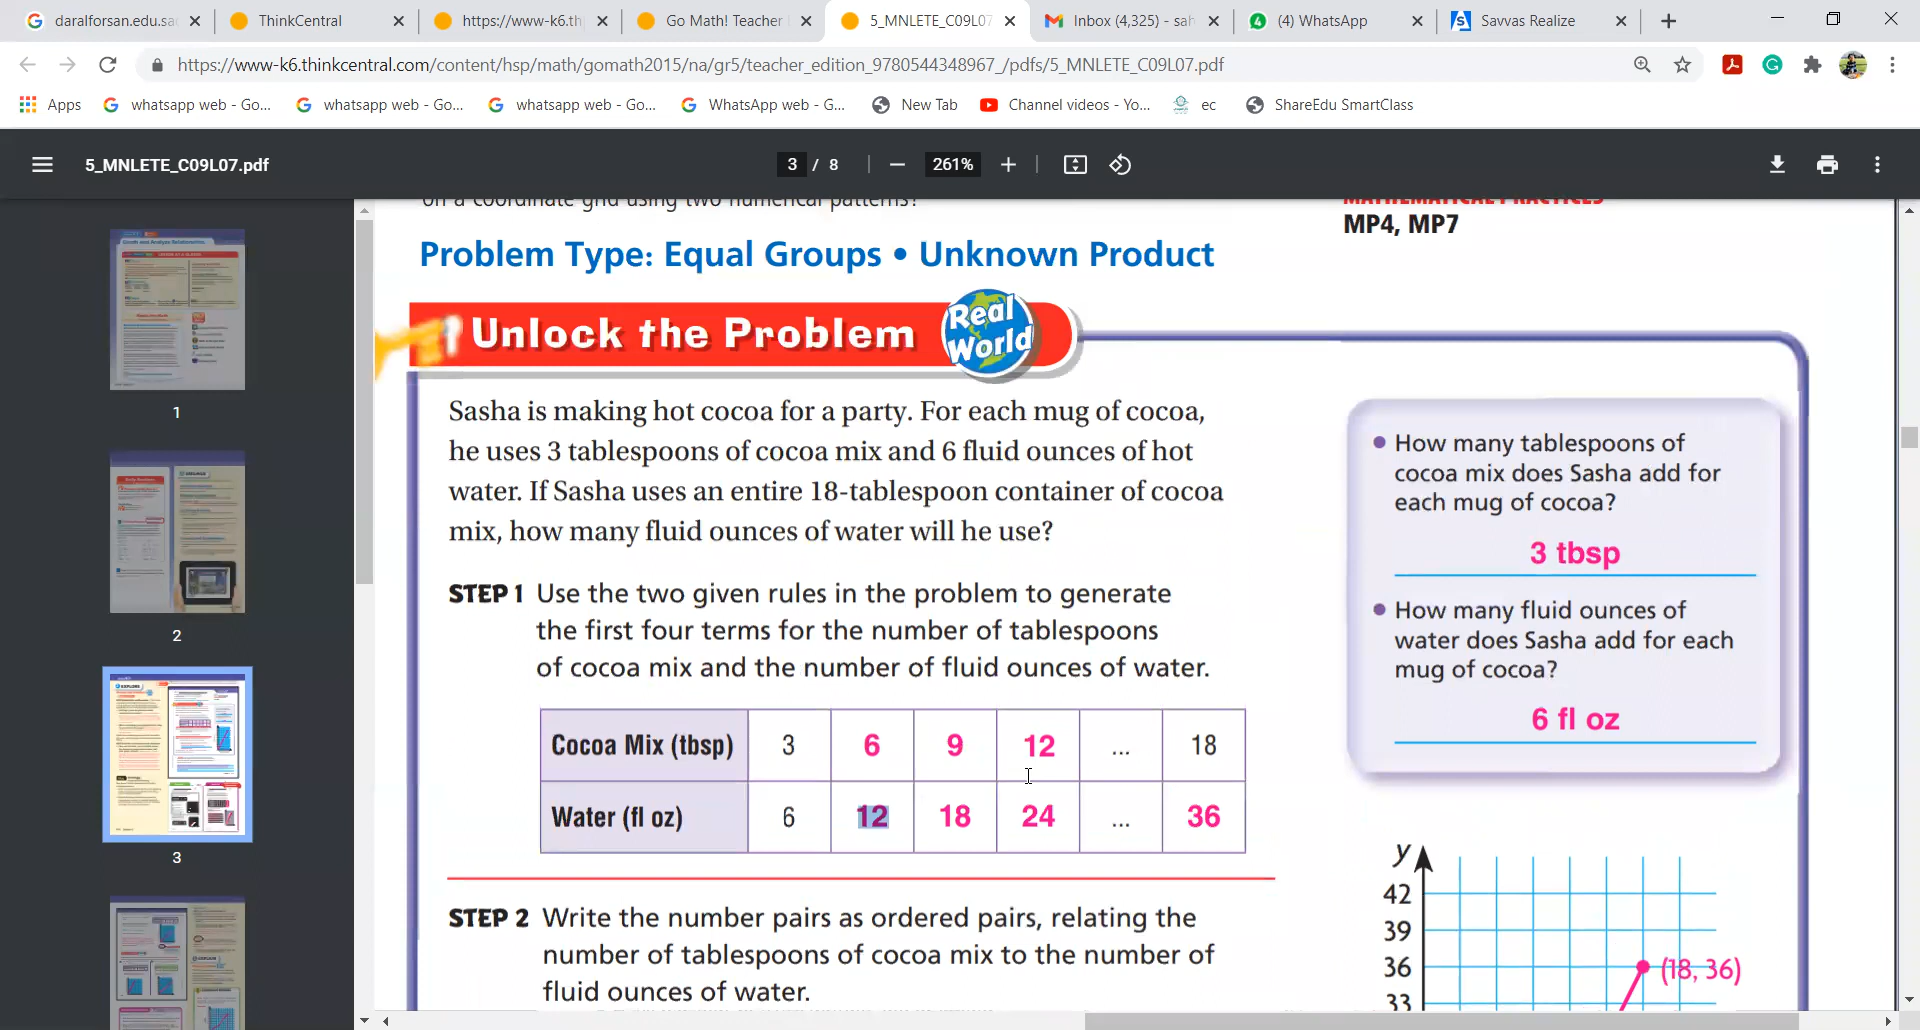 daralforsan.edu.sa
ThinkCentral
https://www-k6.th
Go Math! Teacher
5_MNLETE_C09L07
Inbox (4,325) - sah
(4) WhatsApp
Savvas Realize
https://www-k6.thinkcentral.com/content/hsp/math/gomath2015/na/gr5/teacher_edition_9780544348967_/pdfs/5_MNLETE_C09L07.pdf
Apps
whatsapp web - Go...
whatsapp web - Go...
whatsapp web - Go...
WhatsApp web - G...
New Tab
Channel videos - Yo...
ec
ShareEdu SmartClass
5_MNLETE_C09L07.pdf
3 / 8
261%
on a coordinate grid using two numerical patterns?
MATHEMATICAL PRACTICES
MP4, MP7
Problem Type: Equal Groups • Unknown Product
Unlock the Problem
Real
World
Sasha is making hot cocoa for a party. For each mug of cocoa,
he uses 3 tablespoons of cocoa mix and 6 fluid ounces of hot
water. If Sasha uses an entire 18-tablespoon container of cocoa
mix, how many fluid ounces of water will he use?
• How many tablespoons of
cocoa mix does Sasha add for
each mug of cocoa?
3 tbsp
• How many fluid ounces of
water does Sasha add for each
mug of cocoa?
6 fl oz
STEP 1 Use the two given rules in the problem to generate
the first four terms for the number of tablespoons
of cocoa mix and the number of fluid ounces of water.
Cocoa Mix (tbsp) 3 6 9 12 ... 18
Water (fl oz) 6 12 18 24 ... 36
STEP 2 Write the number pairs as ordered pairs, relating the
number of tablespoons of cocoa mix to the number of
fluid ounces of water.
y
42
39
36
(18, 36)
33
1
2
3